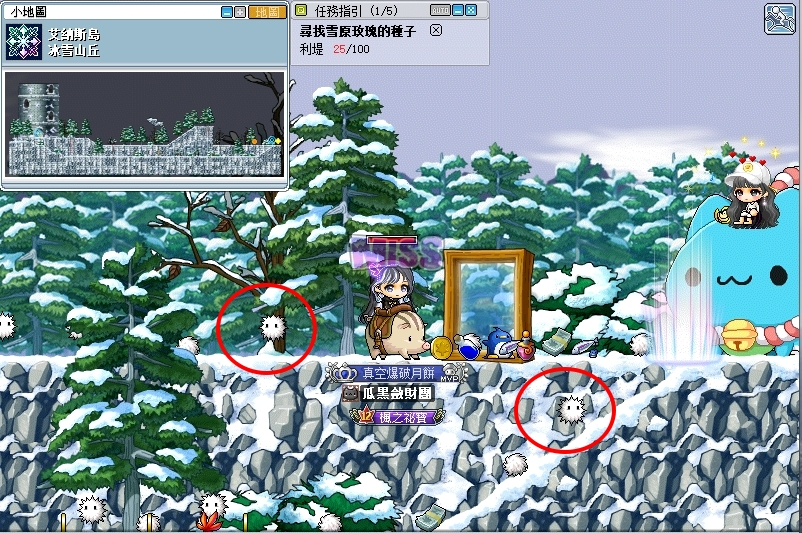 小地圖
地圖
艾納斯島
冰雪山丘
任務指引 (1/5)
AUTO
尋找雪原玫瑰的種子
利堤 25/100
MISS
真空爆破月餅
MVP
瓜黑斂財團
12 楓之祕寶